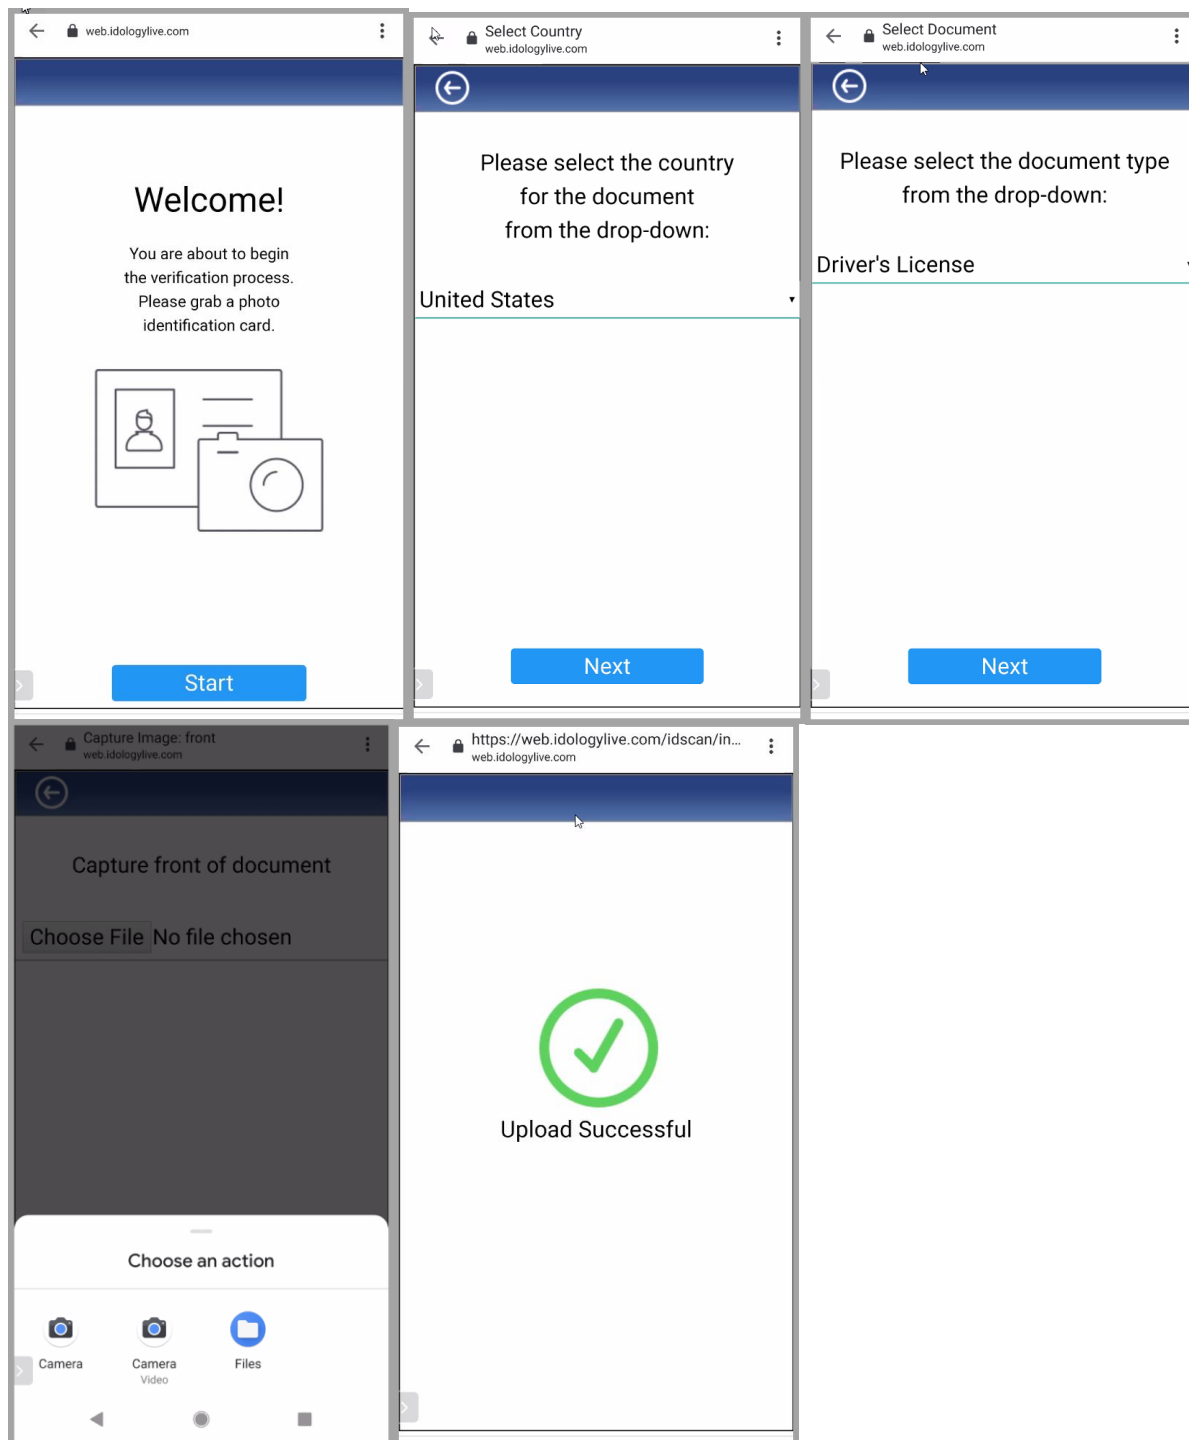 web.idologylive.com
Welcome!
You are about to begin
the verification process.
Please grab a photo
identification card.
Start
Select Country
web.idologylive.com
Please select the country
for the document
from the drop-down:
United States
Next
Select Document
web.idologylive.com
Please select the document type
from the drop-down:
Driver's License
Next
Capture Image: front
web.idologylive.com
Capture front of document
Choose File No file chosen
Choose an action
Camera
Camera
Video
Files
https://web.idologylive.com/idscan/in...
web.idologylive.com
Upload Successful